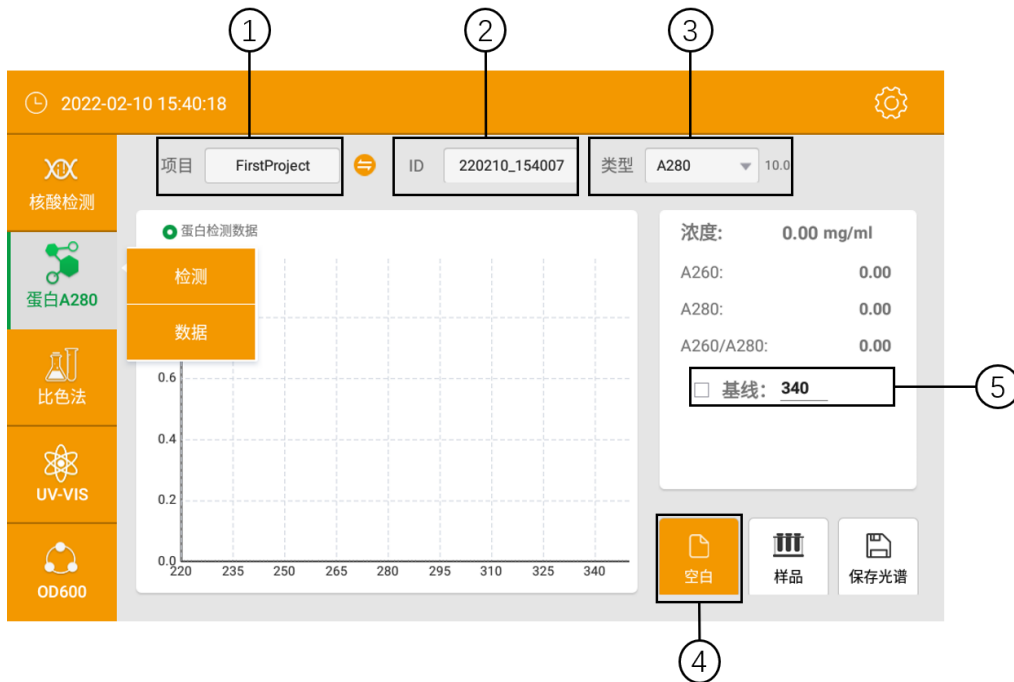 ① ② ③
2022-02-10 15:40:18
项目 FirstProject ID 220210_154007 类型 A280 10.0
核酸检测
蛋白A280
比色法
UV-VIS
OD600
蛋白检测数据
检测
数据
0.6
0.4
0.2
0.0
220 235 250 265 280 295 310 325 340
浓度: 0.00 mg/ml
A260: 0.00
A280: 0.00
A260/A280: 0.00
基线: 340
⑤
空白 样品 保存光谱
④